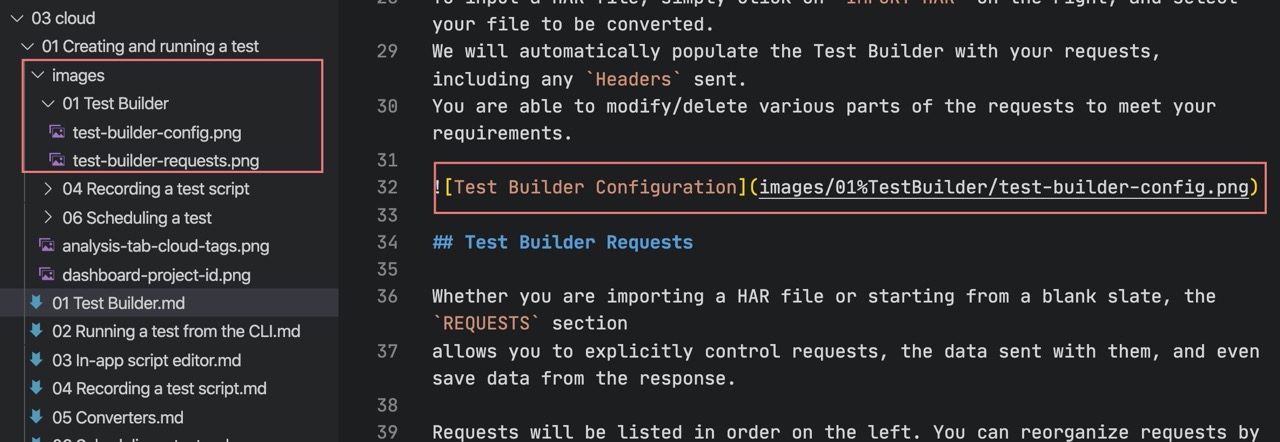 03 cloud
01 Creating and running a test
images
01 Test Builder
test-builder-config.png
test-builder-requests.png
04 Recording a test script
06 Scheduling a test
analysis-tab-cloud-tags.png
dashboard-project-id.png
01 Test Builder.md
02 Running a test from the CLI.md
03 In-app script editor.md
04 Recording a test script.md
05 Converters.md
your file to be converted.
29 We will automatically populate the Test Builder with your requests,
including any `Headers` sent.
30 You are able to modify/delete various parts of the requests to meet your
requirements.
31
32 ![Test Builder Configuration](images/01%TestBuilder/test-builder-config.png)
33
34 ## Test Builder Requests
35
36 Whether you are importing a HAR file or starting from a blank slate, the
`REQUESTS` section
37 allows you to explicitly control requests, the data sent with them, and even
save data from the response.
38
39 Requests will be listed in order on the left. You can reorganize requests by